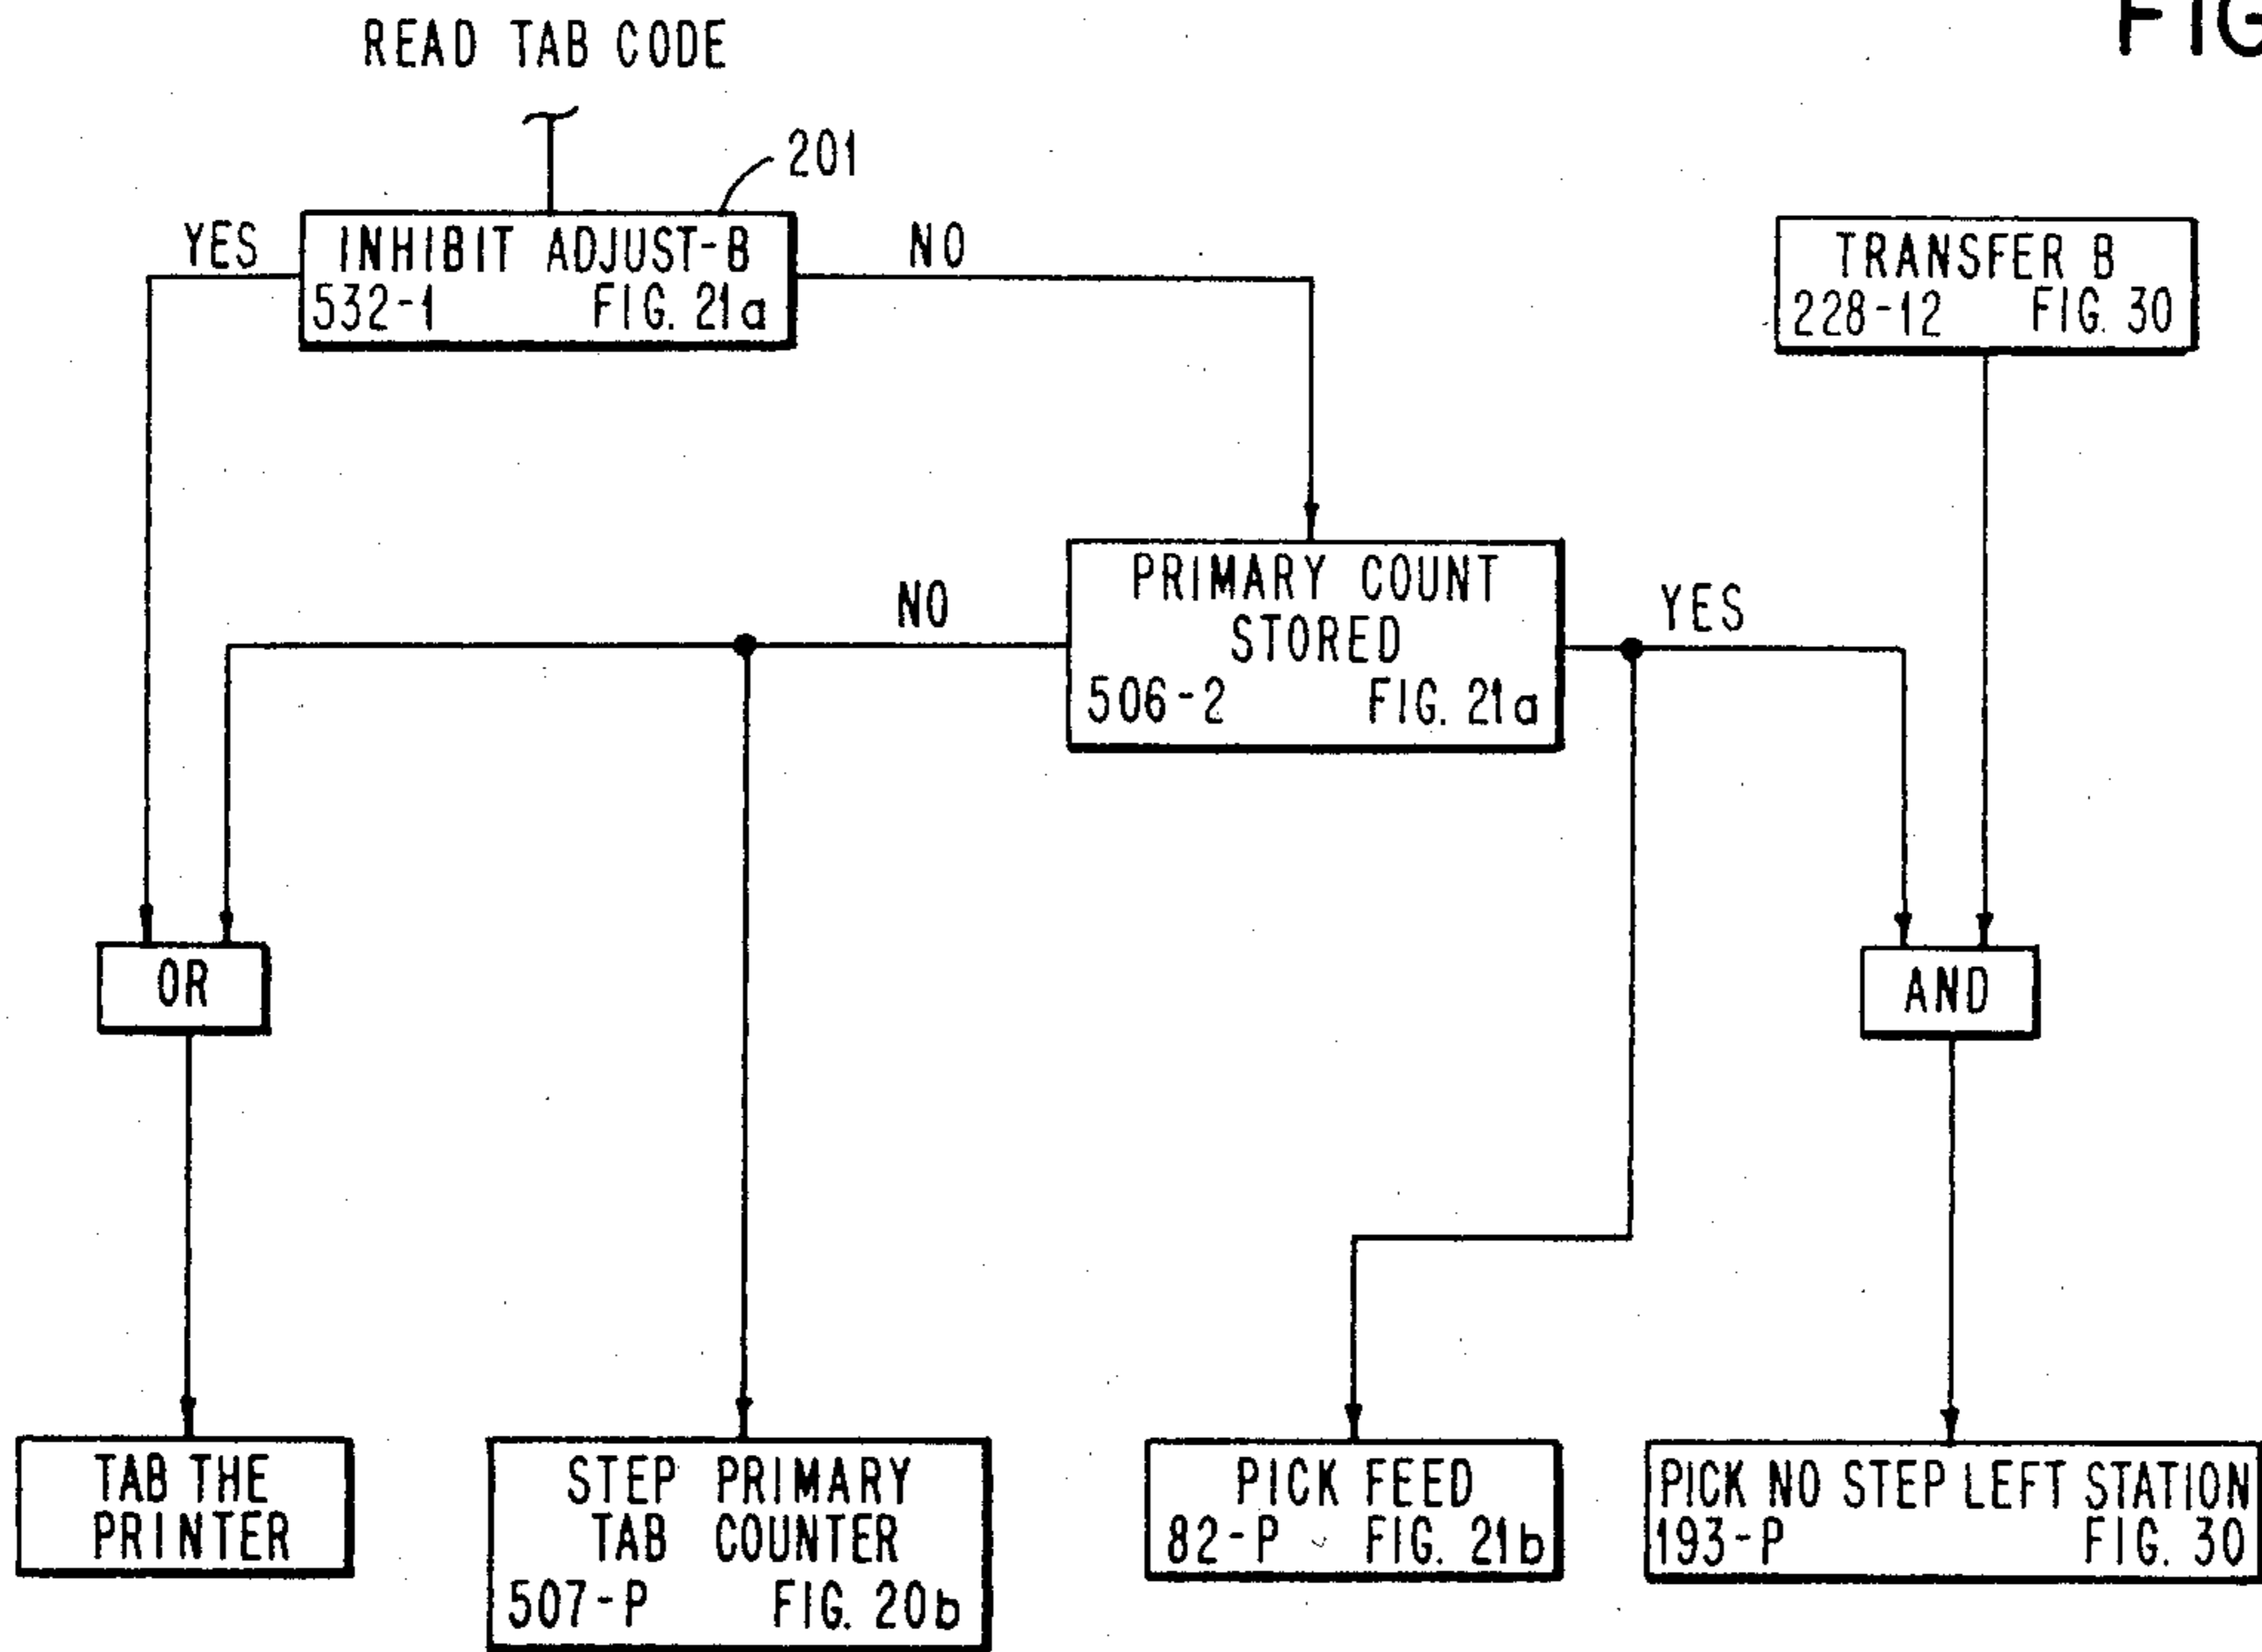 FIG
READ TAB CODE
201
YES
INHIBIT ADJUST-B
532-1 FIG. 21a
NO
TRANSFER B
228-12 FIG. 30
NO
PRIMARY COUNT
STORED
506-2 FIG. 21a
YES
OR
AND
TAB THE
PRINTER
STEP PRIMARY
TAB COUNTER
507-P FIG. 20b
PICK FEED
82-P FIG. 21b
PICK NO STEP LEFT STATION
193-P FIG. 30